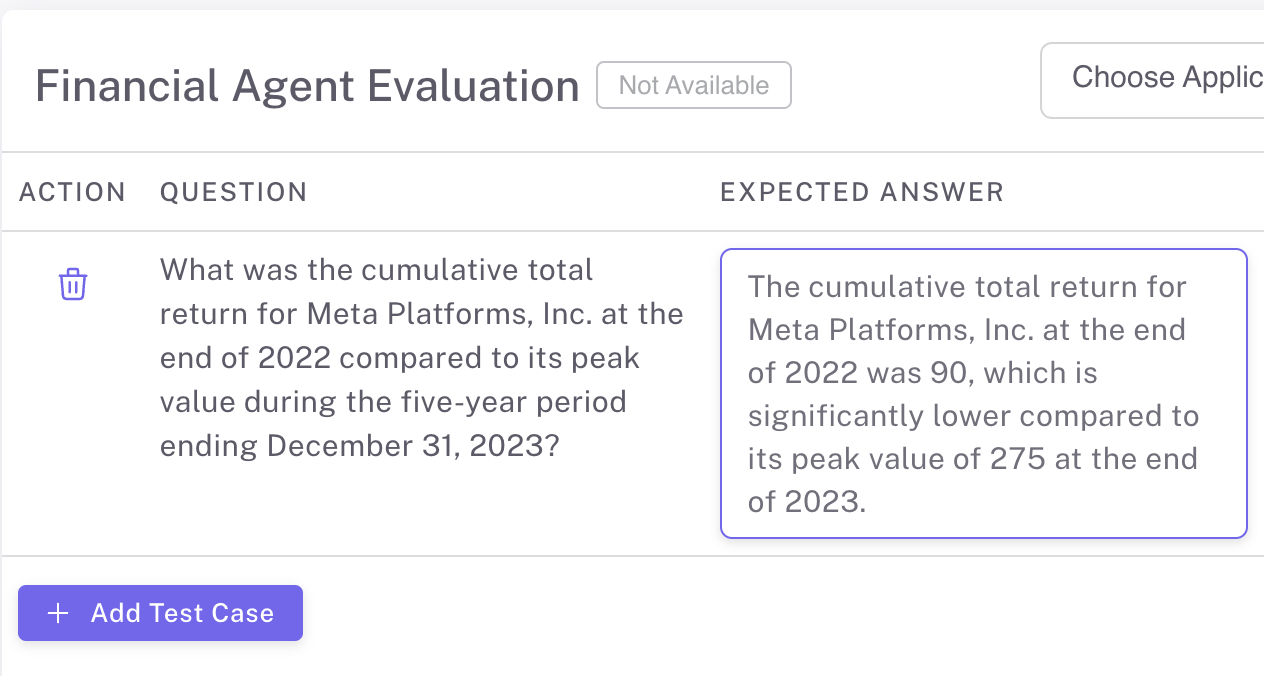 Financial Agent Evaluation Not Available Choose Applic
ACTION QUESTION EXPECTED ANSWER
What was the cumulative total
return for Meta Platforms, Inc. at the
end of 2022 compared to its peak
value during the five-year period
ending December 31, 2023?
The cumulative total return for
Meta Platforms, Inc. at the end
of 2022 was 90, which is
significantly lower compared to
its peak value of 275 at the end
of 2023.
+ Add Test Case